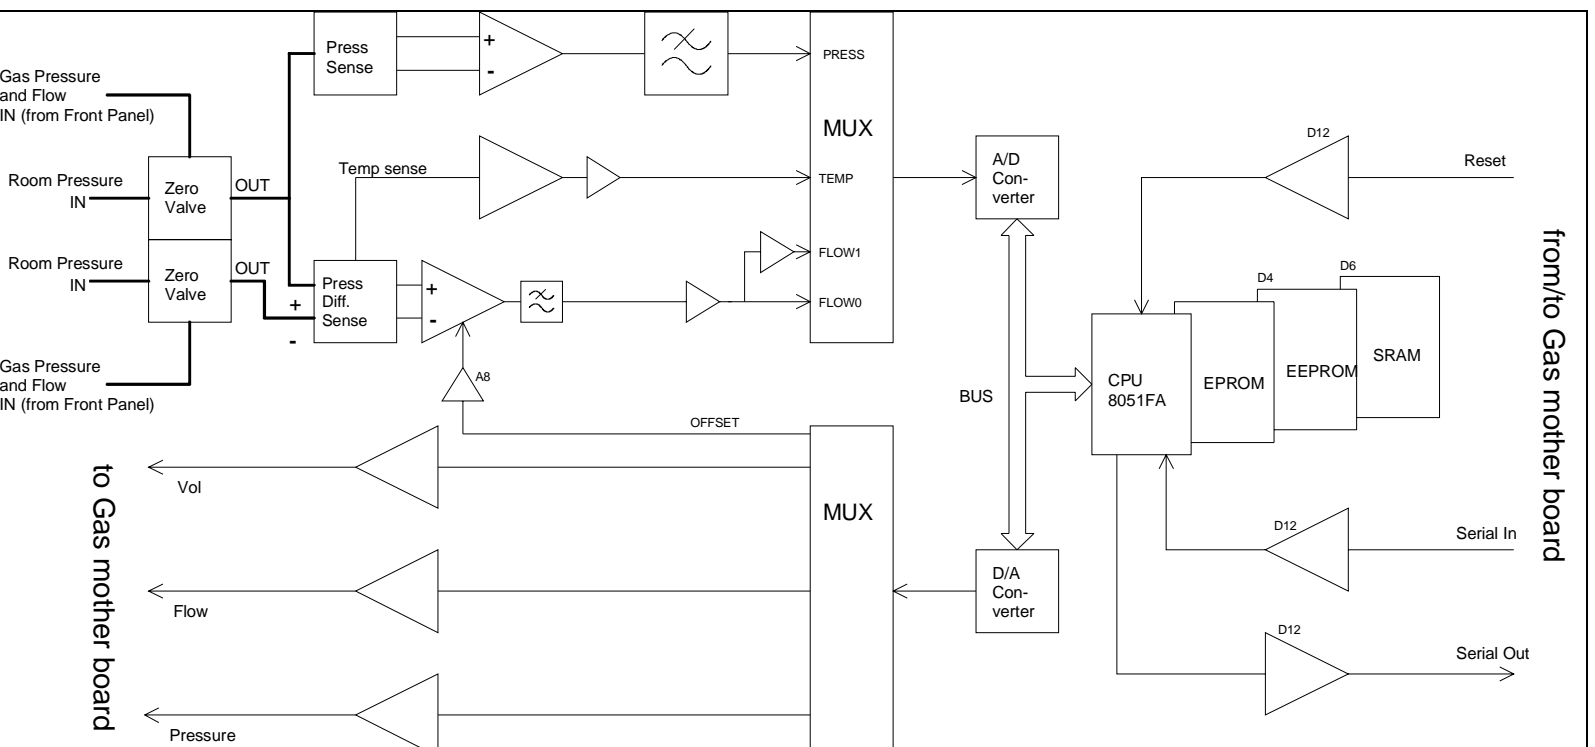 Gas Pressure
and Flow
IN (from Front Panel)
Room Pressure
IN
Zero
Valve
OUT
Room Pressure
IN
Zero
Valve
OUT
+
-
Gas Pressure
and Flow
IN (from Front Panel)
Press
Sense
+
-
Temp sense
Press
Diff.
Sense
+
-
A8
OFFSET
PRESS
MUX
TEMP
FLOW1
FLOW0
A/D
Con-
verter
BUS
D/A
Con-
verter
MUX
Vol
Flow
Pressure
to Gas mother board
D12
Reset
CPU
8051FA
EPROM
D4
EEPROM
D6
SRAM
D12
Serial In
D12
Serial Out
from/to Gas mother board